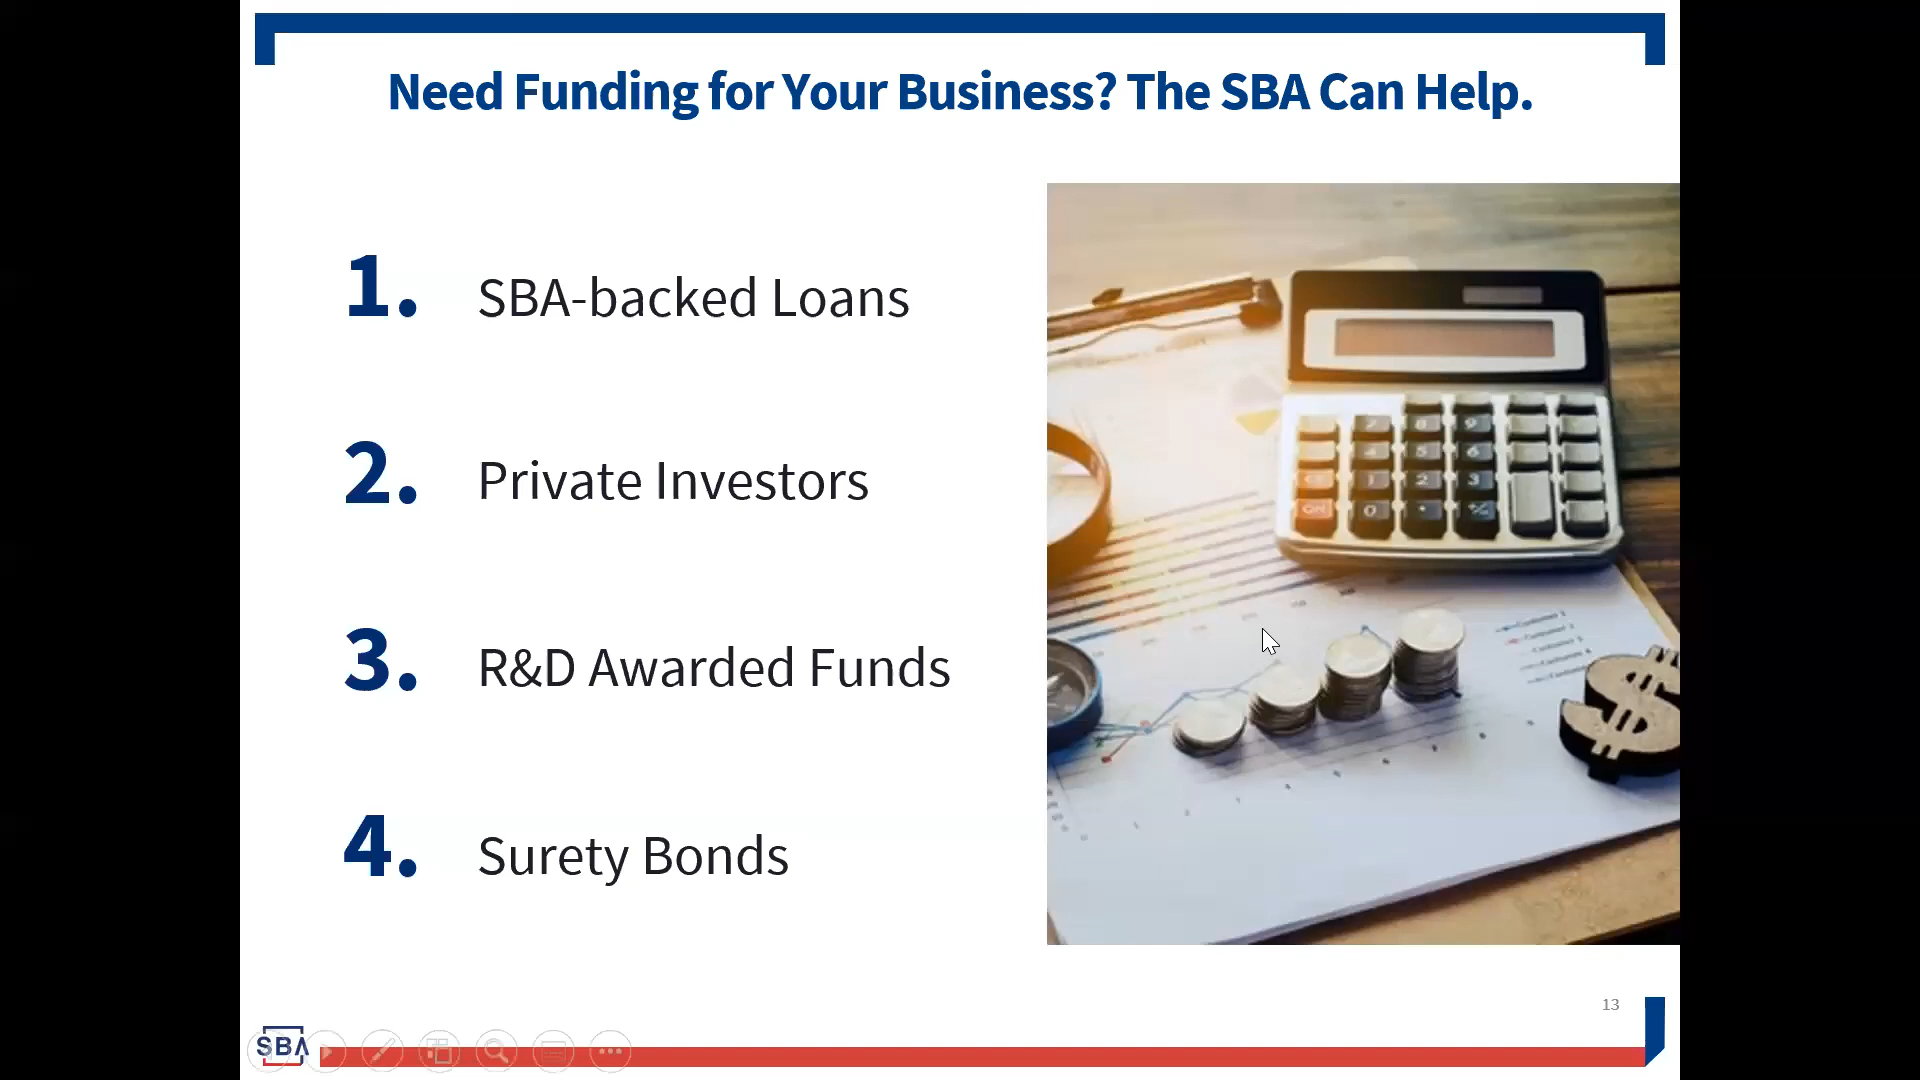 Need Funding for Your Business? The SBA Can Help.
1. SBA-backed Loans
2. Private Investors
3. R&D Awarded Funds
4. Surety Bonds
13
SBA